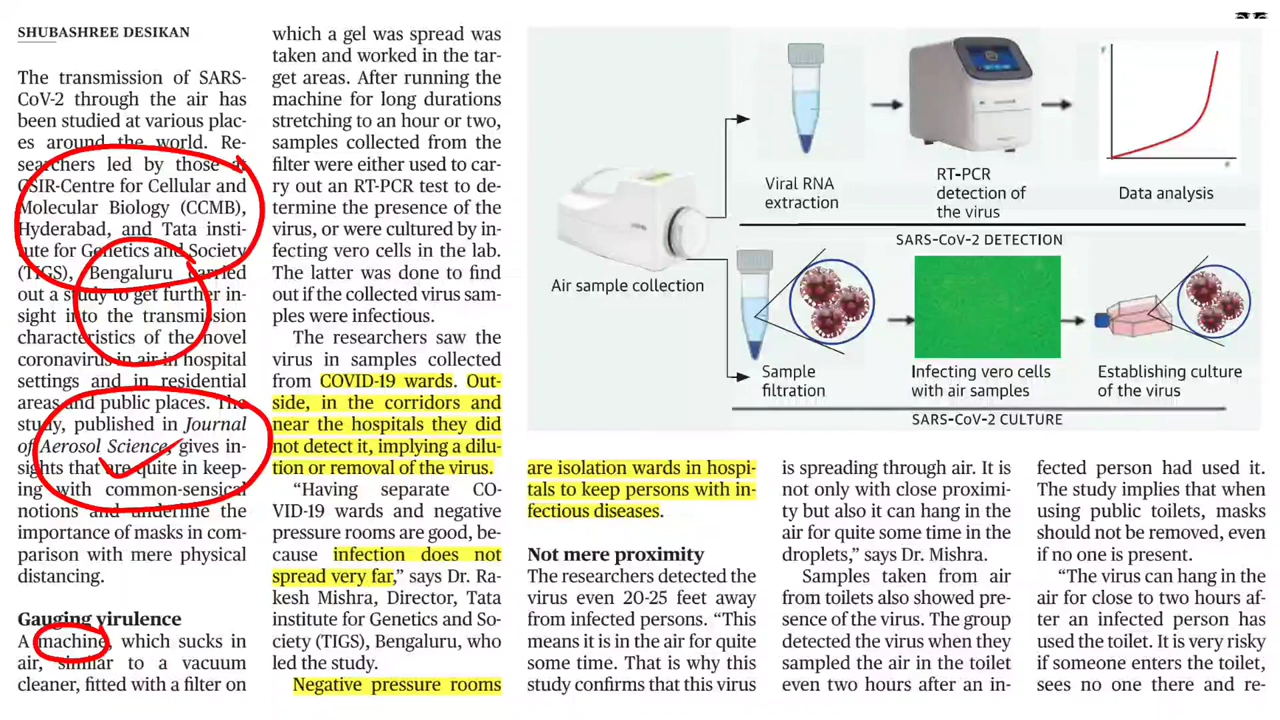 SHUBASHREE DESIKAN
The transmission of SARS-
CoV-2 through the air has
been studied at various plac-
es around the world. Re-
searchers led by those at
CSIR-Centre for Cellular and
Molecular Biology (CCMB),
Hyderabad, and Tata insti-
tute for Genetics and Society
(TIGS), Bengaluru carried
out a study to get further in-
sight into the transmission
characteristics of the novel
coronavirus in air in hospital
settings and in residential
areas and public places. The
study, published in Journal
of Aerosol Science, gives in-
sights that are quite in keep-
ing with common-sensical
notions and underline the
importance of masks in com-
parison with mere physical
distancing.
Gauging virulence
A machine, which sucks in
air, similar to a vacuum
cleaner, fitted with a filter on
which a gel was spread was
taken and worked in the tar-
get areas. After running the
machine for long durations
stretching to an hour or two,
samples collected from the
filter were either used to car-
ry out an RT-PCR test to de-
termine the presence of the
virus, or were cultured by in-
fecting vero cells in the lab.
The latter was done to find
out if the collected virus sam-
ples were infectious.
The researchers saw the
virus in samples collected
from COVID-19 wards. Out-
side, in the corridors and
near the hospitals they did
not detect it, implying a dilu-
tion or removal of the virus.
“Having separate CO-
VID-19 wards and negative
pressure rooms are good, be-
cause infection does not
spread very far,” says Dr. Ra-
kesh Mishra, Director, Tata
institute for Genetics and So-
ciety (TIGS), Bengaluru, who
led the study.
Negative pressure rooms
Air sample collection
Viral RNA
extraction
RT-PCR
detection of
the virus
Data analysis
SARS-CoV-2 DETECTION
Sample
filtration
Infecting vero cells
with air samples
Establishing culture
of the virus
SARS-COV-2 CULTURE
are isolation wards in hospi-
tals to keep persons with in-
fectious diseases.
Not mere proximity
The researchers detected the
virus even 20-25 feet away
from infected persons. “This
means it is in the air for quite
some time. That is why this
study confirms that this virus
is spreading through air. It is
not only with close proximi-
ty but also it can hang in the
air for quite some time in the
droplets,” says Dr. Mishra.
Samples taken from air
from toilets also showed pre-
sence of the virus. The group
detected the virus when they
sampled the air in the toilet
even two hours after an in-
fected person had used it.
The study implies that when
using public toilets, masks
should not be removed, even
if no one is present.
“The virus can hang in the
air for close to two hours af-
ter an infected person has
used the toilet. It is very risky
if someone enters the toilet,
sees no one there and re-